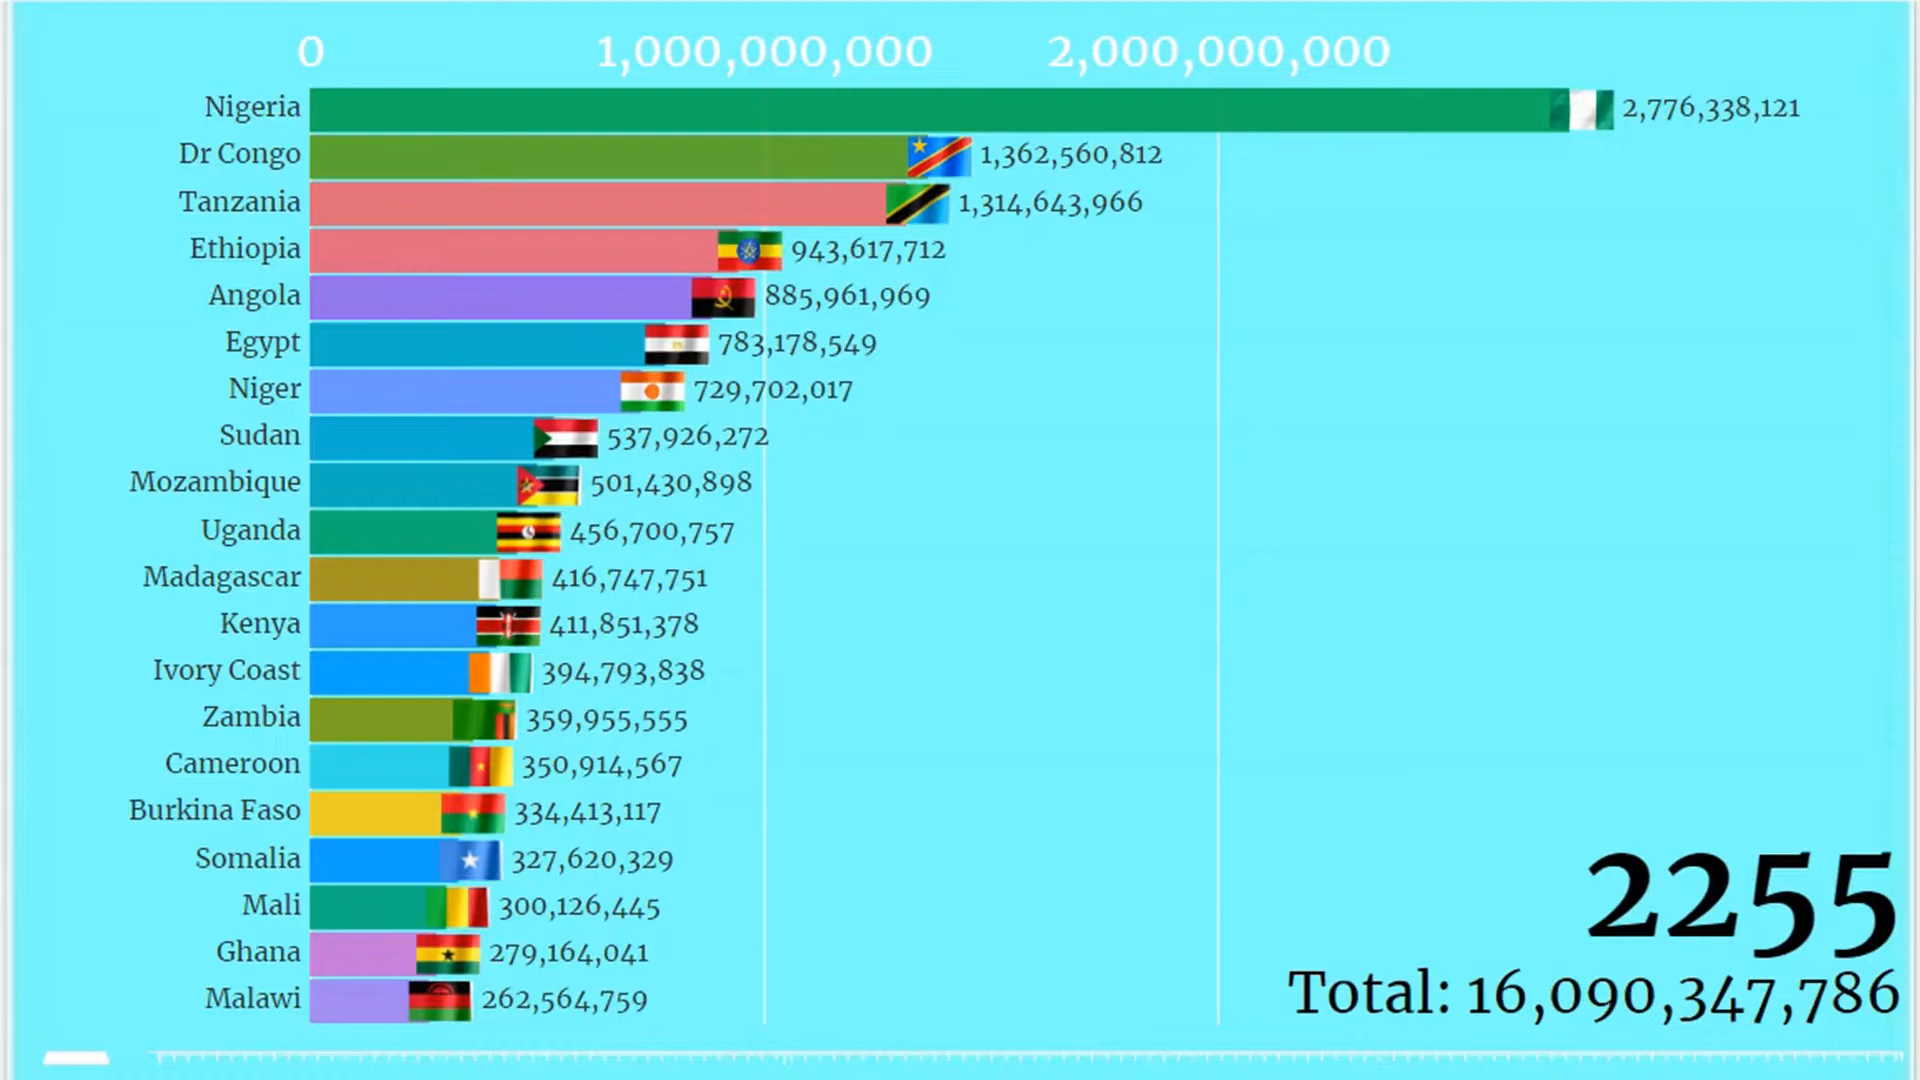 0 1,000,000,000 2,000,000,000
Nigeria 2,776,338,121
Dr Congo 1,362,560,812
Tanzania 1,314,643,966
Ethiopia 943,617,712
Angola 885,961,969
Egypt 783,178,549
Niger 729,702,017
Sudan 537,926,272
Mozambique 501,430,898
Uganda 456,700,757
Madagascar 416,747,751
Kenya 411,851,378
Ivory Coast 394,793,838
Zambia 359,955,555
Cameroon 350,914,567
Burkina Faso 334,413,117
Somalia 327,620,329
Mali 300,126,445
Ghana 279,164,041
Malawi 262,564,759
2255
Total: 16,090,347,786